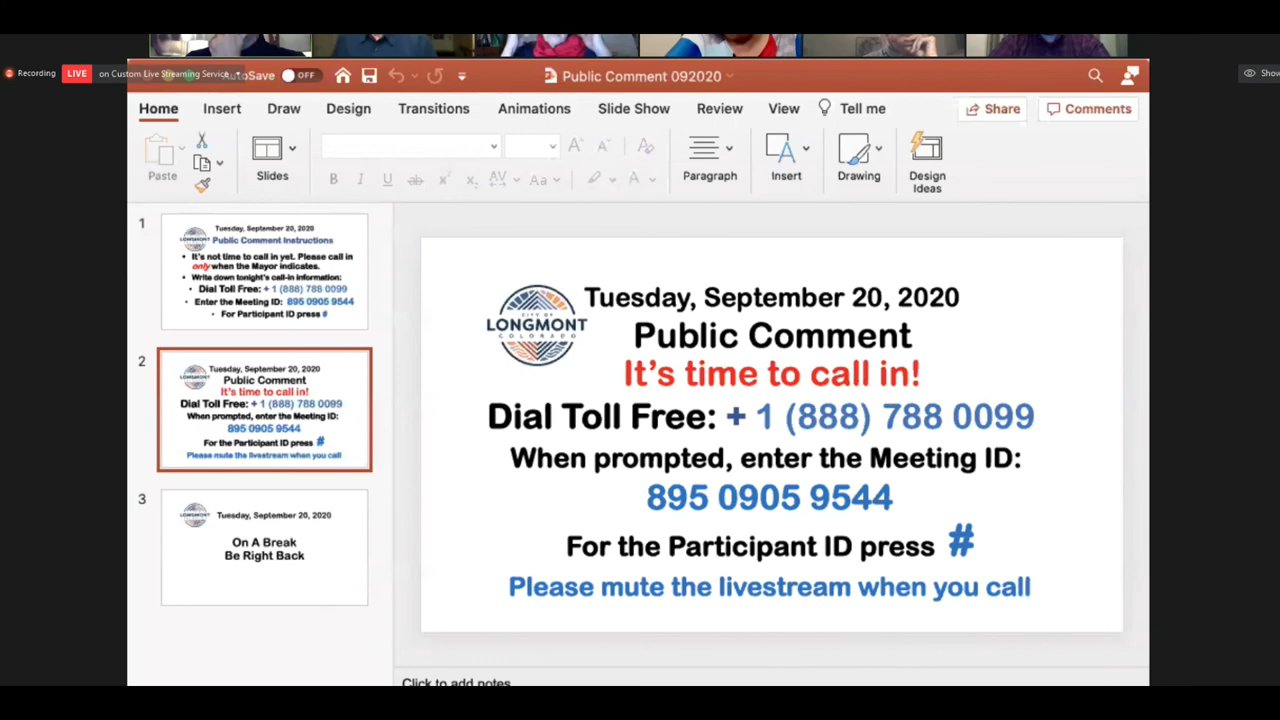 Recording
LIVE
on Custom Live Streaming Service
AutoSave
OFF
Public Comment 092020
Home
Insert
Draw
Design
Transitions
Animations
Slide Show
Review
View
Tell me
Share
Comments
Paste
Slides
Paragraph
Insert
Drawing
Design
Ideas
1
Tuesday, September 20, 2020
LONGMONT
Public Comment Instructions
• It's not time to call in yet. Please call in
only when the Mayor indicates.
• Write down tonight's call-in information:
• Dial Toll Free: + 1 (888) 788 0099
• Enter the Meeting ID: 895 0905 9544
• For Participant ID press #
2
Tuesday, September 20, 2020
LONGMONT
Public Comment
It's time to call in!
Dial Toll Free: + 1 (888) 788 0099
When prompted, enter the Meeting ID:
895 0905 9544
For the Participant ID press #
Please mute the livestream when you call
3
Tuesday, September 20, 2020
LONGMONT
On A Break
Be Right Back
CITY OF
LONGMONT
COLORADO
Tuesday, September 20, 2020
Public Comment
It's time to call in!
Dial Toll Free: + 1 (888) 788 0099
When prompted, enter the Meeting ID:
895 0905 9544
For the Participant ID press #
Please mute the livestream when you call
Click to add notes